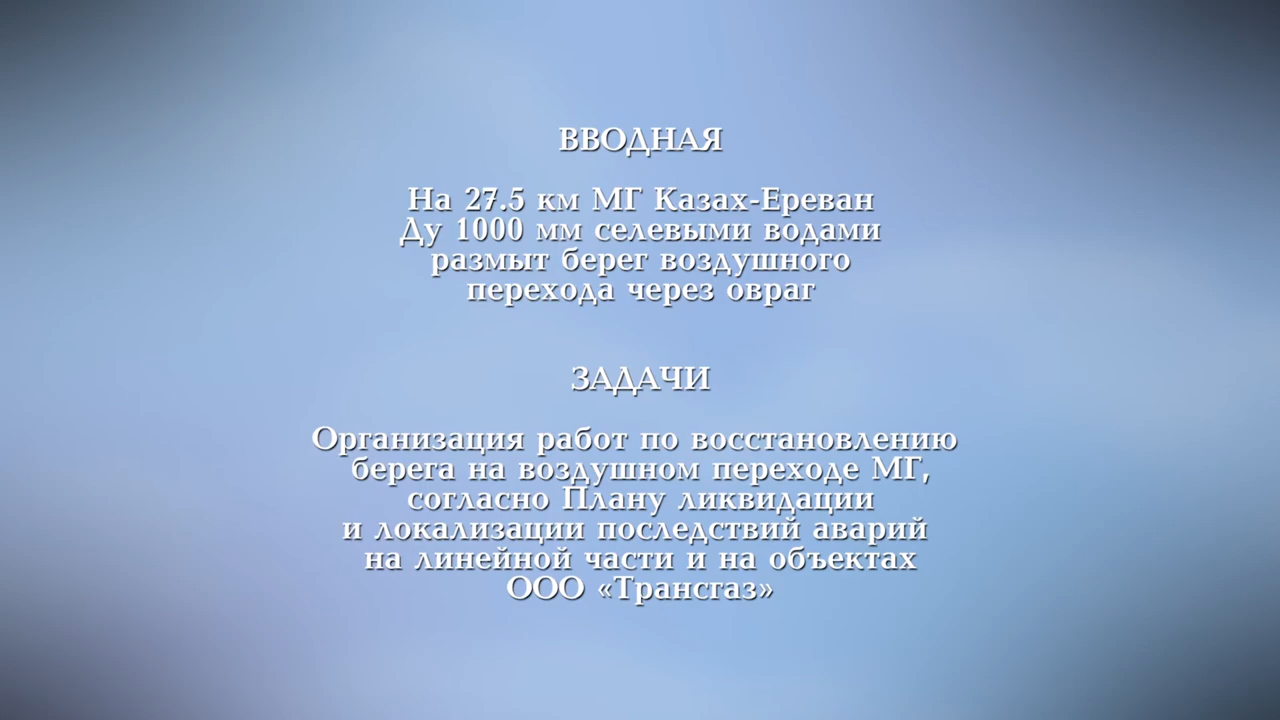 ВВОДНАЯ
На 27.5 км МГ Казах-Ереван
Ду 1000 мм селевыми водами
размыт берег воздушного
перехода через овраг
ЗАДАЧИ
Организация работ по восстановлению
берега на воздушном переходе МГ,
согласно Плану ликвидации
и локализации последствий аварий
на линейной части и на объектах
ООО «Трансгаз»